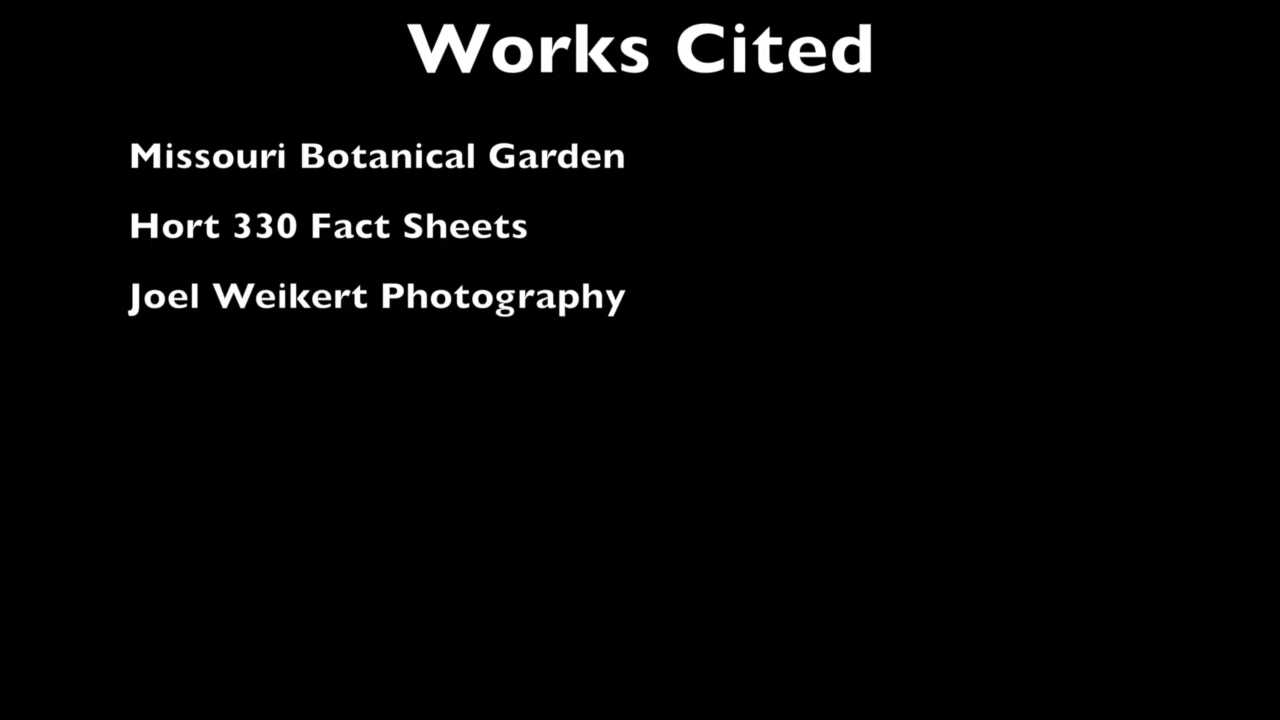 Works Cited
Missouri Botanical Garden
Hort 330 Fact Sheets
Joel Weikert Photography